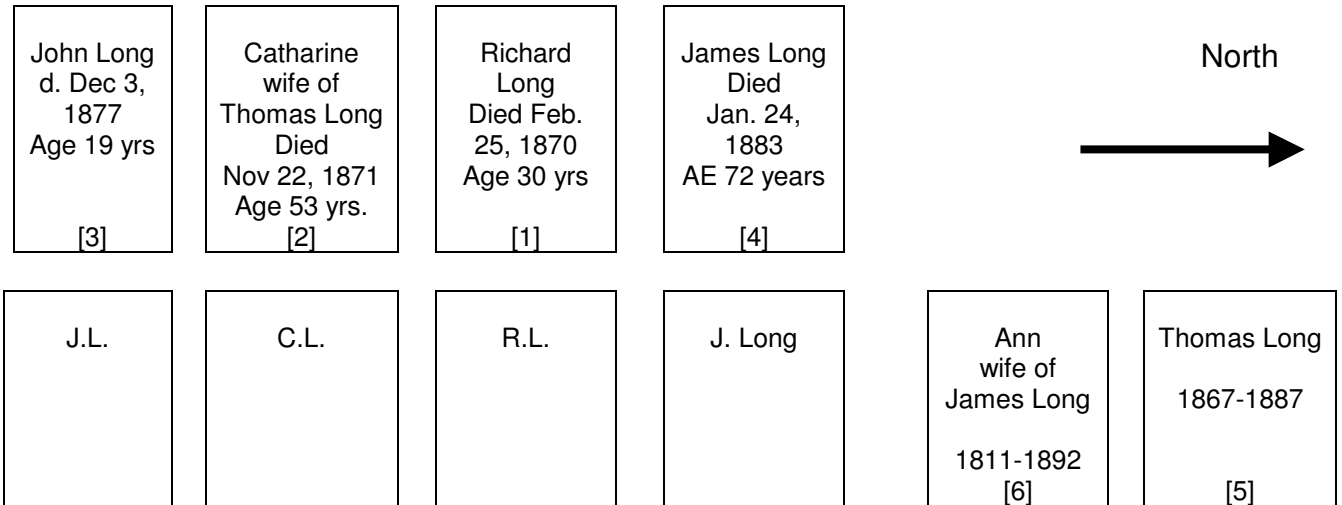 John Long
d. Dec 3,
1877
Age 19 yrs
[3]
Catharine
wife of
Thomas Long
Died
Nov 22, 1871
Age 53 yrs.
[2]
Richard
Long
Died Feb.
25, 1870
Age 30 yrs
[1]
James Long
Died
Jan. 24,
1883
AE 72 years
[4]
North
J.L.
C.L.
R.L.
J. Long
Ann
wife of
James Long
1811-1892
[6]
Thomas Long
1867-1887
[5]